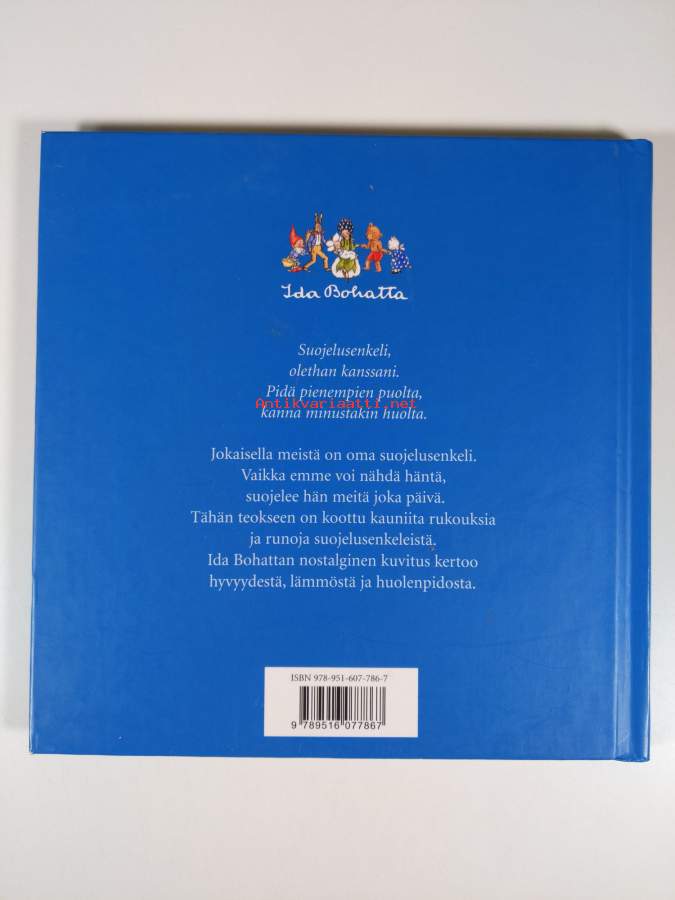 Ida Bohatta
Suojelusenkeli,
olethan kanssani.
Pidä pienempien puolta,
Antikvariaatti.net
kanna minustakin huolta.
Jokaisella meistä on oma suojelusenkeli.
Vaikka emme voi nähdä häntä,
suojelee hän meitä joka päivä.
Tähän teokseen on koottu kauniita rukouksia
ja runoja suojelusenkeleistä.
Ida Bohattan nostalginen kuvitus kertoo
hyvyydestä, lämmöstä ja huolenpidosta.
ISBN 978-951-607-786-7
9 789516 077867